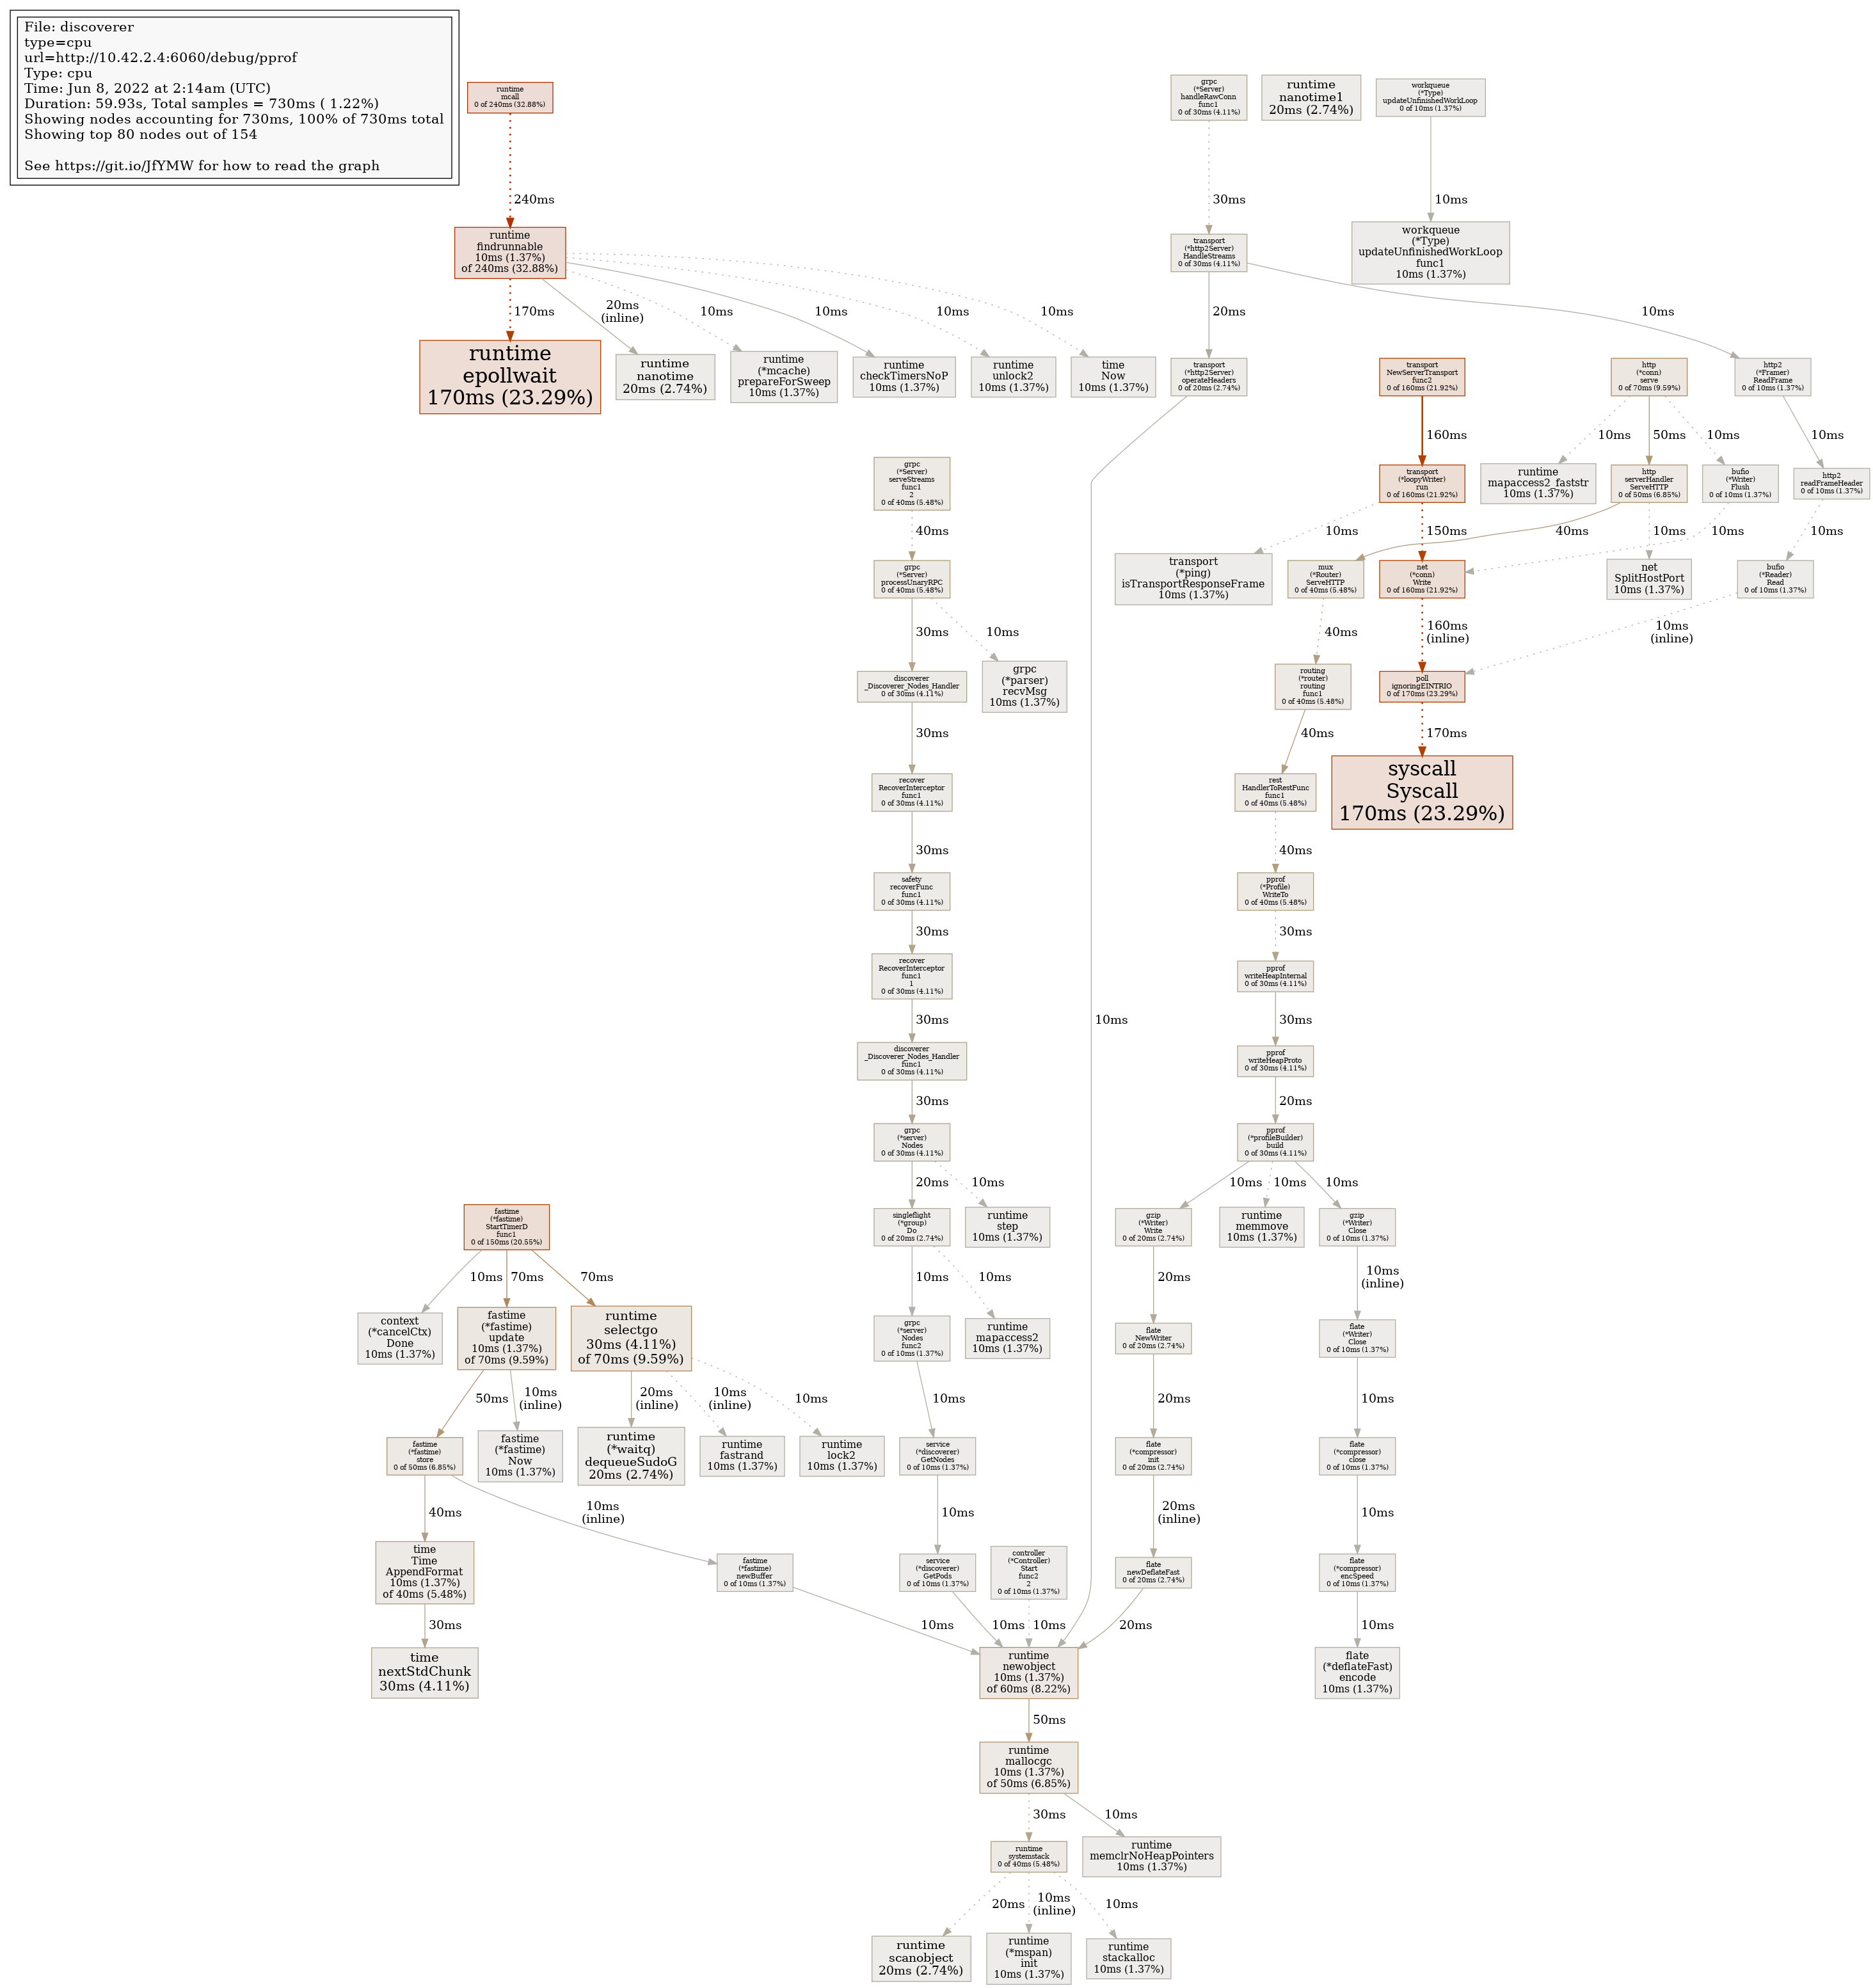 File: discoverer
type=cpu
url=http://10.42.2.4:6060/debug/pprof
Type: cpu
Time: Jun 8, 2022 at 2:14am (UTC)
Duration: 59.93s, Total samples = 730ms ( 1.22%)
Showing nodes accounting for 730ms, 100% of 730ms total
Showing top 80 nodes out of 154
See https://git.io/JfYMW for how to read the graph
runtime
mcall
0 of 240ms (32.88%)
grpc
(*Server)
handleRawConn
func1
0 of 30ms (4.11%)
runtime
nanotime1
20ms (2.74%)
workqueue
(*Type)
updateUnfinishedWorkLoop
0 of 10ms (1.37%)
240ms
30ms
10ms
runtime
findrunnable
10ms (1.37%)
of 240ms (32.88%)
transport
(*http2Server)
HandleStreams
0 of 30ms (4.11%)
workqueue
(*Type)
updateUnfinishedWorkLoop
func1
10ms (1.37%)
170ms
20ms
(inline)
10ms
10ms
10ms
10ms
20ms
10ms
runtime
epollwait
170ms (23.29%)
runtime
nanotime
20ms (2.74%)
runtime
(*mcache)
prepareForSweep
10ms (1.37%)
runtime
checkTimersNoP
10ms (1.37%)
runtime
unlock2
10ms (1.37%)
time
Now
10ms (1.37%)
transport
(*http2Server)
operateHeaders
0 of 20ms (2.74%)
transport
NewServerTransport
func2
0 of 160ms (21.92%)
http
(*conn)
serve
0 of 70ms (9.59%)
http2
(*Framer)
ReadFrame
0 of 10ms (1.37%)
160ms
10ms
50ms
10ms
10ms
grpc
(*Server)
serveStreams
func1
2
0 of 40ms (5.48%)
transport
(*loopyWriter)
run
0 of 160ms (21.92%)
runtime
mapaccess2_faststr
10ms (1.37%)
http
serverHandler
ServeHTTP
0 of 50ms (6.85%)
bufio
(*Writer)
Flush
0 of 10ms (1.37%)
http2
readFrameHeader
0 of 10ms (1.37%)
40ms
10ms
150ms
40ms
10ms
10ms
10ms
grpc
(*Server)
processUnaryRPC
0 of 40ms (5.48%)
transport
(*ping)
isTransportResponseFrame
10ms (1.37%)
mux
(*Router)
ServeHTTP
0 of 40ms (5.48%)
net
(*conn)
Write
0 of 160ms (21.92%)
net
SplitHostPort
10ms (1.37%)
bufio
(*Reader)
Read
0 of 10ms (1.37%)
30ms
10ms
40ms
160ms
(inline)
10ms
(inline)
discoverer
_Discoverer_Nodes_Handler
0 of 30ms (4.11%)
grpc
(*parser)
recvMsg
10ms (1.37%)
routing
(*router)
routing
func1
0 of 40ms (5.48%)
poll
ignoringEINTRIO
0 of 170ms (23.29%)
30ms
40ms
170ms
recover
RecoverInterceptor
func1
0 of 30ms (4.11%)
rest
HandlerToRestFunc
func1
0 of 40ms (5.48%)
syscall
Syscall
170ms (23.29%)
30ms
40ms
safety
recoverFunc
func1
0 of 30ms (4.11%)
pprof
(*Profile)
WriteTo
0 of 40ms (5.48%)
30ms
30ms
recover
RecoverInterceptor
func1
1
0 of 30ms (4.11%)
pprof
writeHeapInternal
0 of 30ms (4.11%)
10ms
30ms
30ms
discoverer
_Discoverer_Nodes_Handler
func1
0 of 30ms (4.11%)
pprof
writeHeapProto
0 of 30ms (4.11%)
30ms
20ms
grpc
(*server)
Nodes
0 of 30ms (4.11%)
pprof
(*profileBuilder)
build
0 of 30ms (4.11%)
20ms
10ms
10ms
10ms
10ms
fastime
(*fastime)
StartTimerD
func1
0 of 150ms (20.55%)
singleflight
(*group)
Do
0 of 20ms (2.74%)
runtime
step
10ms (1.37%)
gzip
(*Writer)
Write
0 of 20ms (2.74%)
runtime
memmove
10ms (1.37%)
gzip
(*Writer)
Close
0 of 10ms (1.37%)
10ms
70ms
70ms
10ms
10ms
20ms
10ms
(inline)
context
(*cancelCtx)
Done
10ms (1.37%)
fastime
(*fastime)
update
10ms (1.37%)
of 70ms (9.59%)
runtime
selectgo
30ms (4.11%)
of 70ms (9.59%)
grpc
(*server)
Nodes
func2
0 of 10ms (1.37%)
runtime
mapaccess2
10ms (1.37%)
flate
NewWriter
0 of 20ms (2.74%)
flate
(*Writer)
Close
0 of 10ms (1.37%)
50ms
10ms
(inline)
20ms
(inline)
10ms
(inline)
10ms
10ms
20ms
10ms
fastime
(*fastime)
store
0 of 50ms (6.85%)
fastime
(*fastime)
Now
10ms (1.37%)
runtime
(*waitq)
dequeueSudoG
20ms (2.74%)
runtime
fastrand
10ms (1.37%)
runtime
lock2
10ms (1.37%)
service
(*discoverer)
GetNodes
0 of 10ms (1.37%)
flate
(*compressor)
init
0 of 20ms (2.74%)
flate
(*compressor)
close
0 of 10ms (1.37%)
40ms
10ms
(inline)
10ms
20ms
(inline)
10ms
time
Time
AppendFormat
10ms (1.37%)
of 40ms (5.48%)
fastime
(*fastime)
newBuffer
0 of 10ms (1.37%)
service
(*discoverer)
GetPods
0 of 10ms (1.37%)
controller
(*Controller)
Start
func2
2
0 of 10ms (1.37%)
flate
newDeflateFast
0 of 20ms (2.74%)
flate
(*compressor)
encSpeed
0 of 10ms (1.37%)
30ms
10ms
10ms
10ms
20ms
10ms
time
nextStdChunk
30ms (4.11%)
runtime
newobject
10ms (1.37%)
of 60ms (8.22%)
flate
(*deflateFast)
encode
10ms (1.37%)
50ms
runtime
mallocgc
10ms (1.37%)
of 50ms (6.85%)
30ms
10ms
runtime
systemstack
0 of 40ms (5.48%)
runtime
memclrNoHeapPointers
10ms (1.37%)
20ms
10ms
(inline)
10ms
runtime
scanobject
20ms (2.74%)
runtime
(*mspan)
init
10ms (1.37%)
runtime
stackalloc
10ms (1.37%)